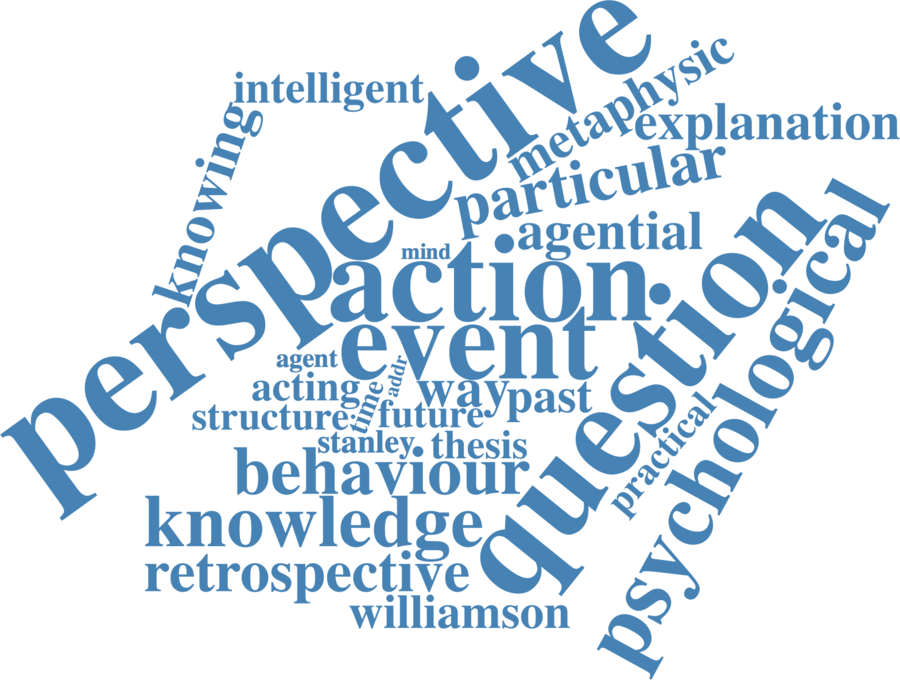 perspective
metaphysic
intelligent
explanation
knowing
particular
agential
mind
action
question
psychological
event
agent
addr
acting
time
way
past
structure
future
practical
stanley
thesis
behaviour
knowledge
retrospective
williamson